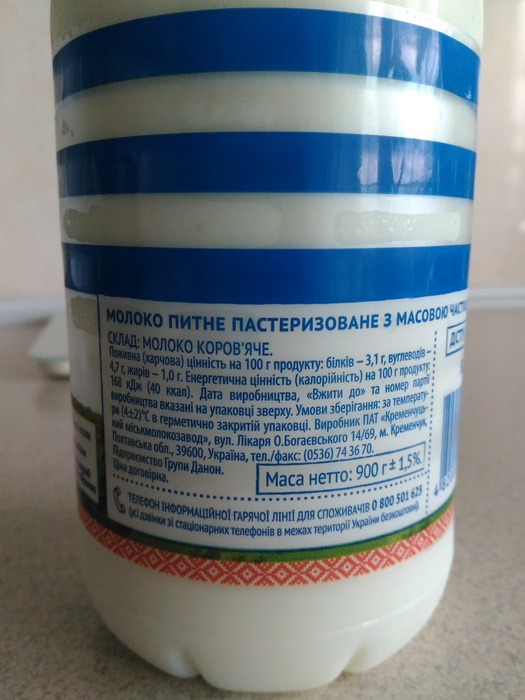 МОЛОКО ПИТНЕ ПАСТЕРИЗОВАНЕ З МАСОВОЮ
СКЛАД: МОЛОКО КОРОВ'ЯЧЕ.
Поживна (харчова) цінність на 100 г продукту: білків – 3,1 г, вуглеводів –
4,7 г, жирів – 1,0 г. Енергетична цінність (калорійність) на 100 г продукту:
168 кДж (40 ккал). Дата виробництва, «Вжити до» та номер партії
виробництва вказані на упаковці зверху. Умови зберігання: за температу-
ри (4±2)°С в герметично закритій упаковці. Виробник ПАТ «Кременчуць-
кий міськмолокозавод», вул. Лікаря О.Богаєвського 14/69, м. Кременчук,
Полтавська обл., 39600, Україна, тел./факс: (0536) 74 36 70.
Підприємство Групи Данон.
Ціна договірна.
Маса нетто: 900 г ± 1,5%
ТЕЛЕФОН ІНФОРМАЦІЙНОЇ ГАРЯЧОЇ ЛІНІЇ ДЛЯ СПОЖИВАЧІВ 0 800 501 625
(усі дзвінки зі стаціонарних телефонів в межах території України безкоштовні).
ДСТУ